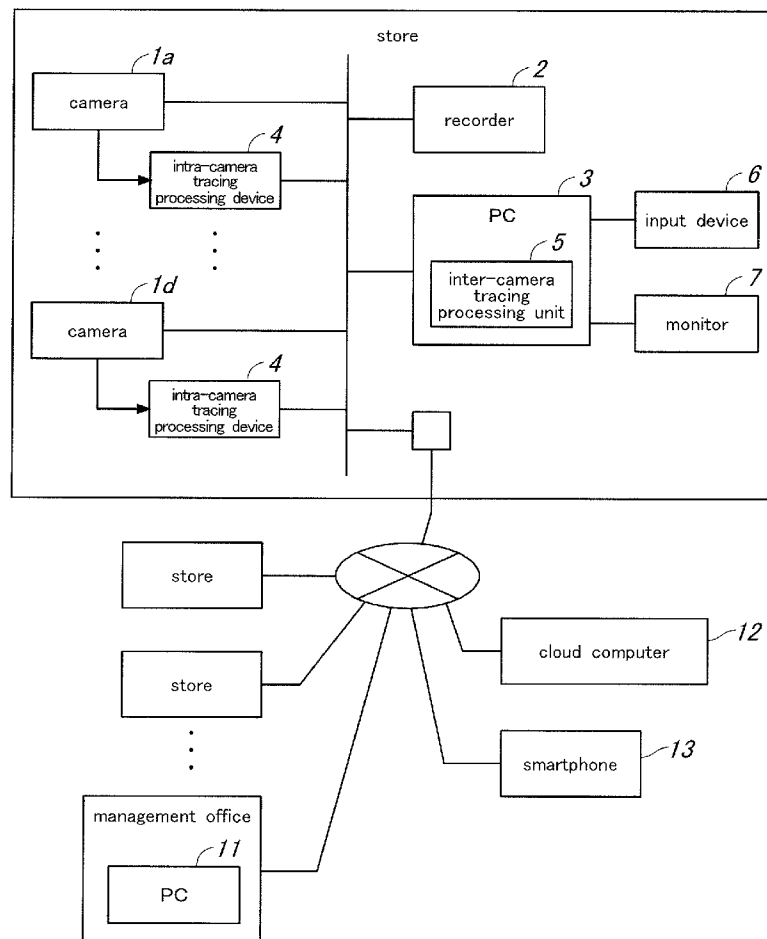 store
1a
camera
4
intra-camera
tracing
processing device
2
recorder
3
PC
5
inter-camera
tracing
processing unit
6
input device
7
monitor
1d
camera
4
intra-camera
tracing
processing device
store
store
cloud computer
12
smartphone
13
management office
11
PC